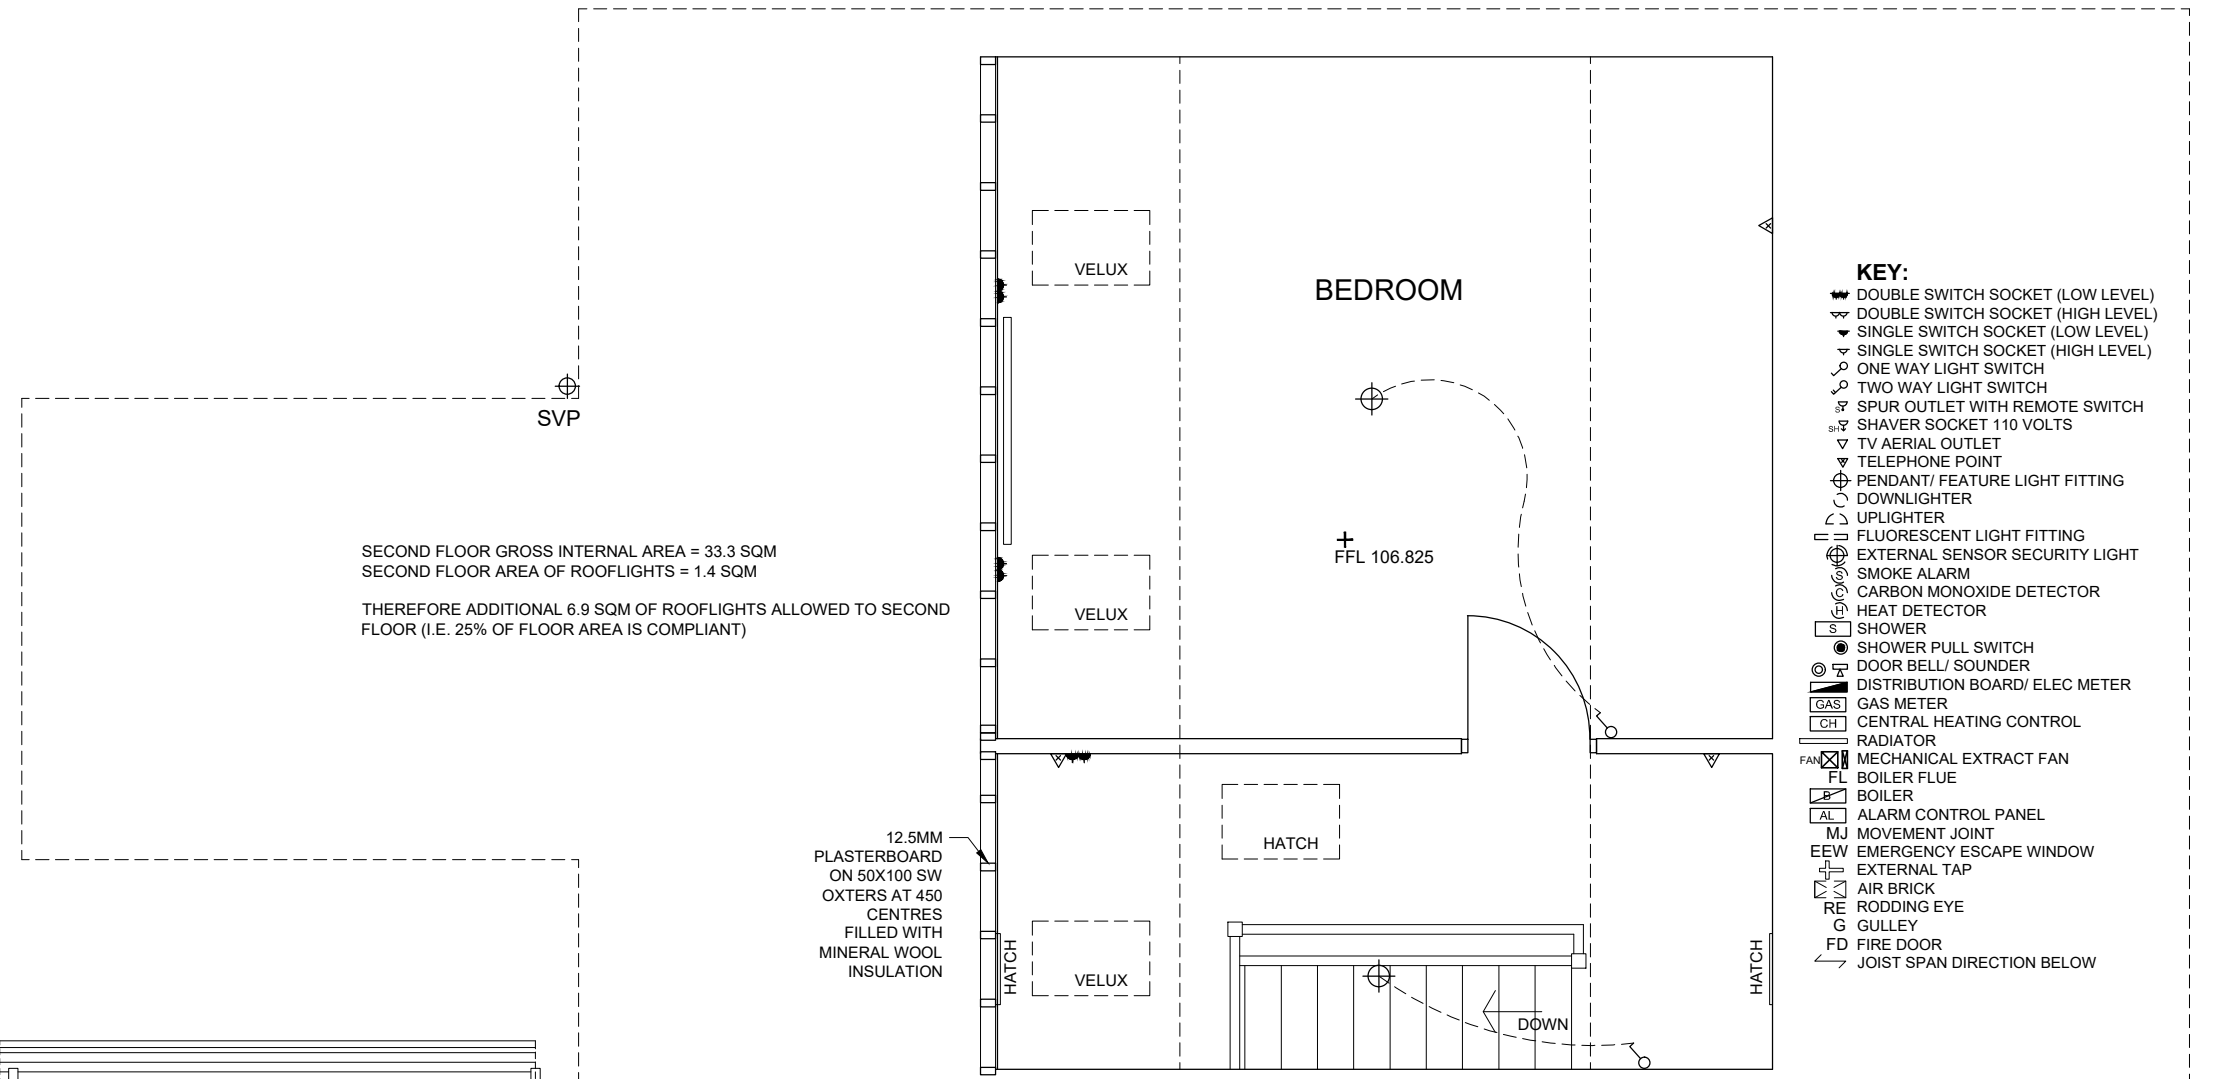 BEDROOM
VELUX
FFL 106.825
VELUX
SVP
SECOND FLOOR GROSS INTERNAL AREA = 33.3 SQM
SECOND FLOOR AREA OF ROOFLIGHTS = 1.4 SQM
THEREFORE ADDITIONAL 6.9 SQM OF ROOFLIGHTS ALLOWED TO SECOND
FLOOR (I.E. 25% OF FLOOR AREA IS COMPLIANT)
12.5MM
PLASTERBOARD
ON 50X100 SW
OXTERS AT 450
CENTRES
FILLED WITH
MINERAL WOOL
INSULATION
HATCH
HATCH
VELUX
DOWN
HATCH
KEY:
DOUBLE SWITCH SOCKET (LOW LEVEL)
DOUBLE SWITCH SOCKET (HIGH LEVEL)
SINGLE SWITCH SOCKET (LOW LEVEL)
SINGLE SWITCH SOCKET (HIGH LEVEL)
ONE WAY LIGHT SWITCH
TWO WAY LIGHT SWITCH
S SPUR OUTLET WITH REMOTE SWITCH
SH SHAVER SOCKET 110 VOLTS
TV AERIAL OUTLET
TELEPHONE POINT
PENDANT/ FEATURE LIGHT FITTING
DOWNLIGHTER
UPLIGHTER
FLUORESCENT LIGHT FITTING
EXTERNAL SENSOR SECURITY LIGHT
S SMOKE ALARM
C CARBON MONOXIDE DETECTOR
H HEAT DETECTOR
S SHOWER
SHOWER PULL SWITCH
DOOR BELL/ SOUNDER
DISTRIBUTION BOARD/ ELEC METER
GAS GAS METER
CH CENTRAL HEATING CONTROL
RADIATOR
FAN MECHANICAL EXTRACT FAN
FL BOILER FLUE
B BOILER
AL ALARM CONTROL PANEL
MJ MOVEMENT JOINT
EEW EMERGENCY ESCAPE WINDOW
EXTERNAL TAP
AIR BRICK
RE RODDING EYE
G GULLEY
FD FIRE DOOR
JOIST SPAN DIRECTION BELOW